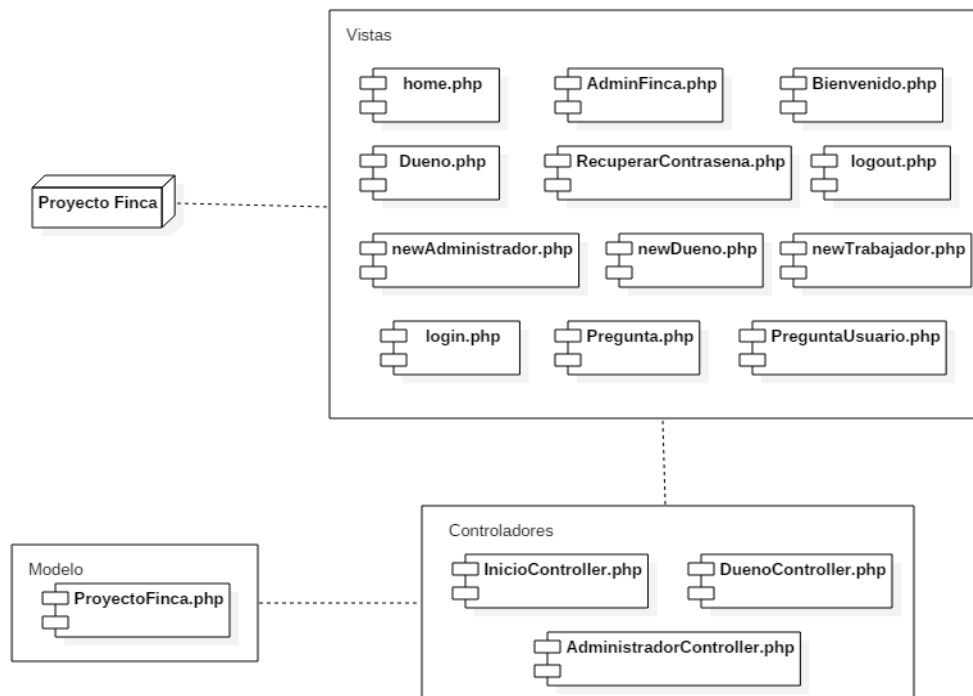 Vistas
home.php
AdminFinca.php
Bienvenido.php
Dueno.php
RecuperarContrasena.php
logout.php
Proyecto Finca
newAdministrador.php
newDueno.php
newTrabajador.php
login.php
Pregunta.php
PreguntaUsuario.php
Controladores
InicioController.php
DuenoController.php
AdministradorController.php
Modelo
ProyectoFinca.php